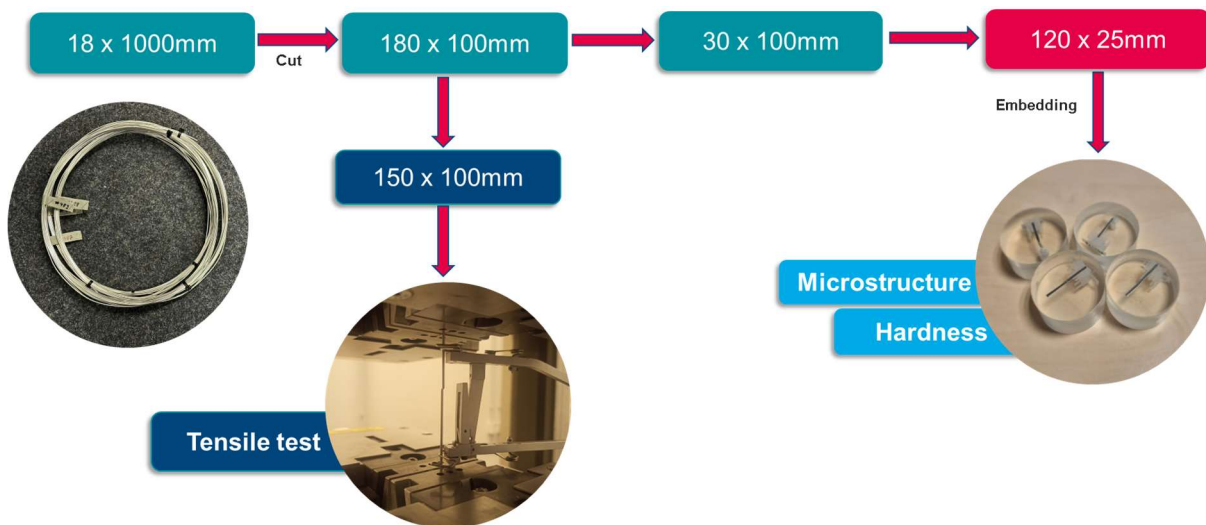 18 x 1000mm
Cut
180 x 100mm
30 x 100mm
120 x 25mm
Embedding
150 x 100mm
Microstructure
Hardness
Tensile test